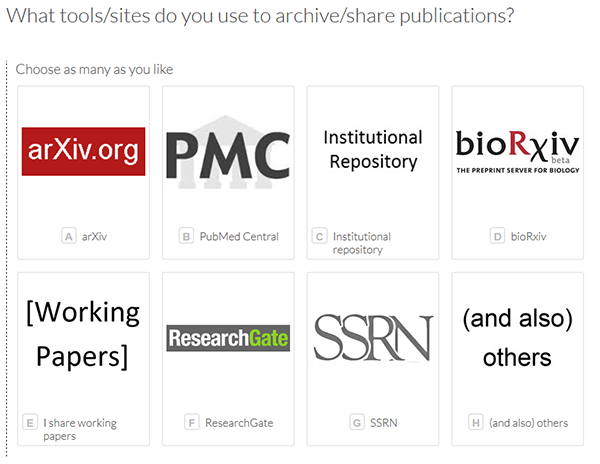 What tools/sites do you use to archive/share publications?
Choose as many as you like
arXiv.org
A arXiv
PMC
B PubMed Central
Institutional
Repository
C Institutional
repository
bioRxiv
beta
THE PREPRINT SERVER FOR BIOLOGY
D bioRxiv
[Working
Papers]
E I share working
papers
ResearchGate
F ResearchGate
SSRN
G SSRN
(and also)
others
H (and also) others